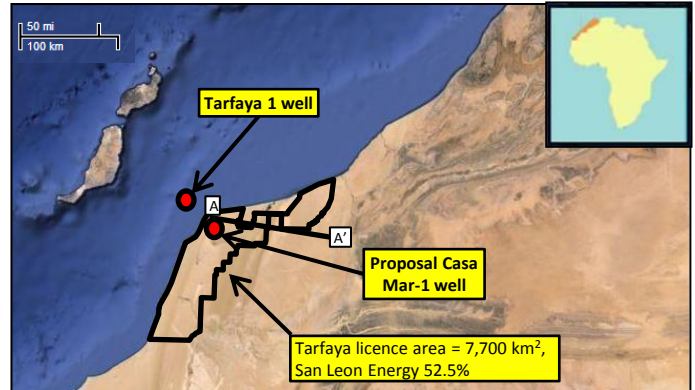 50 mi
100 km
Tarfaya 1 well
A
A'
Proposal Casa
Mar-1 well
Tarfaya licence area = 7,700 km²,
San Leon Energy 52.5%